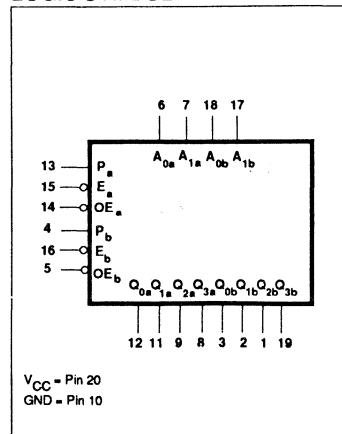 6 7 18 17
A0a A1a A0b A1b
13 Pa
15 Ea
14 OEa
4 Pb
16 Eb
5 OEb
Q0a Q1a Q2a Q3a Q0b Q1b Q2b Q3b
12 11 9 8 3 2 1 19
VCC = Pin 20
GND = Pin 10